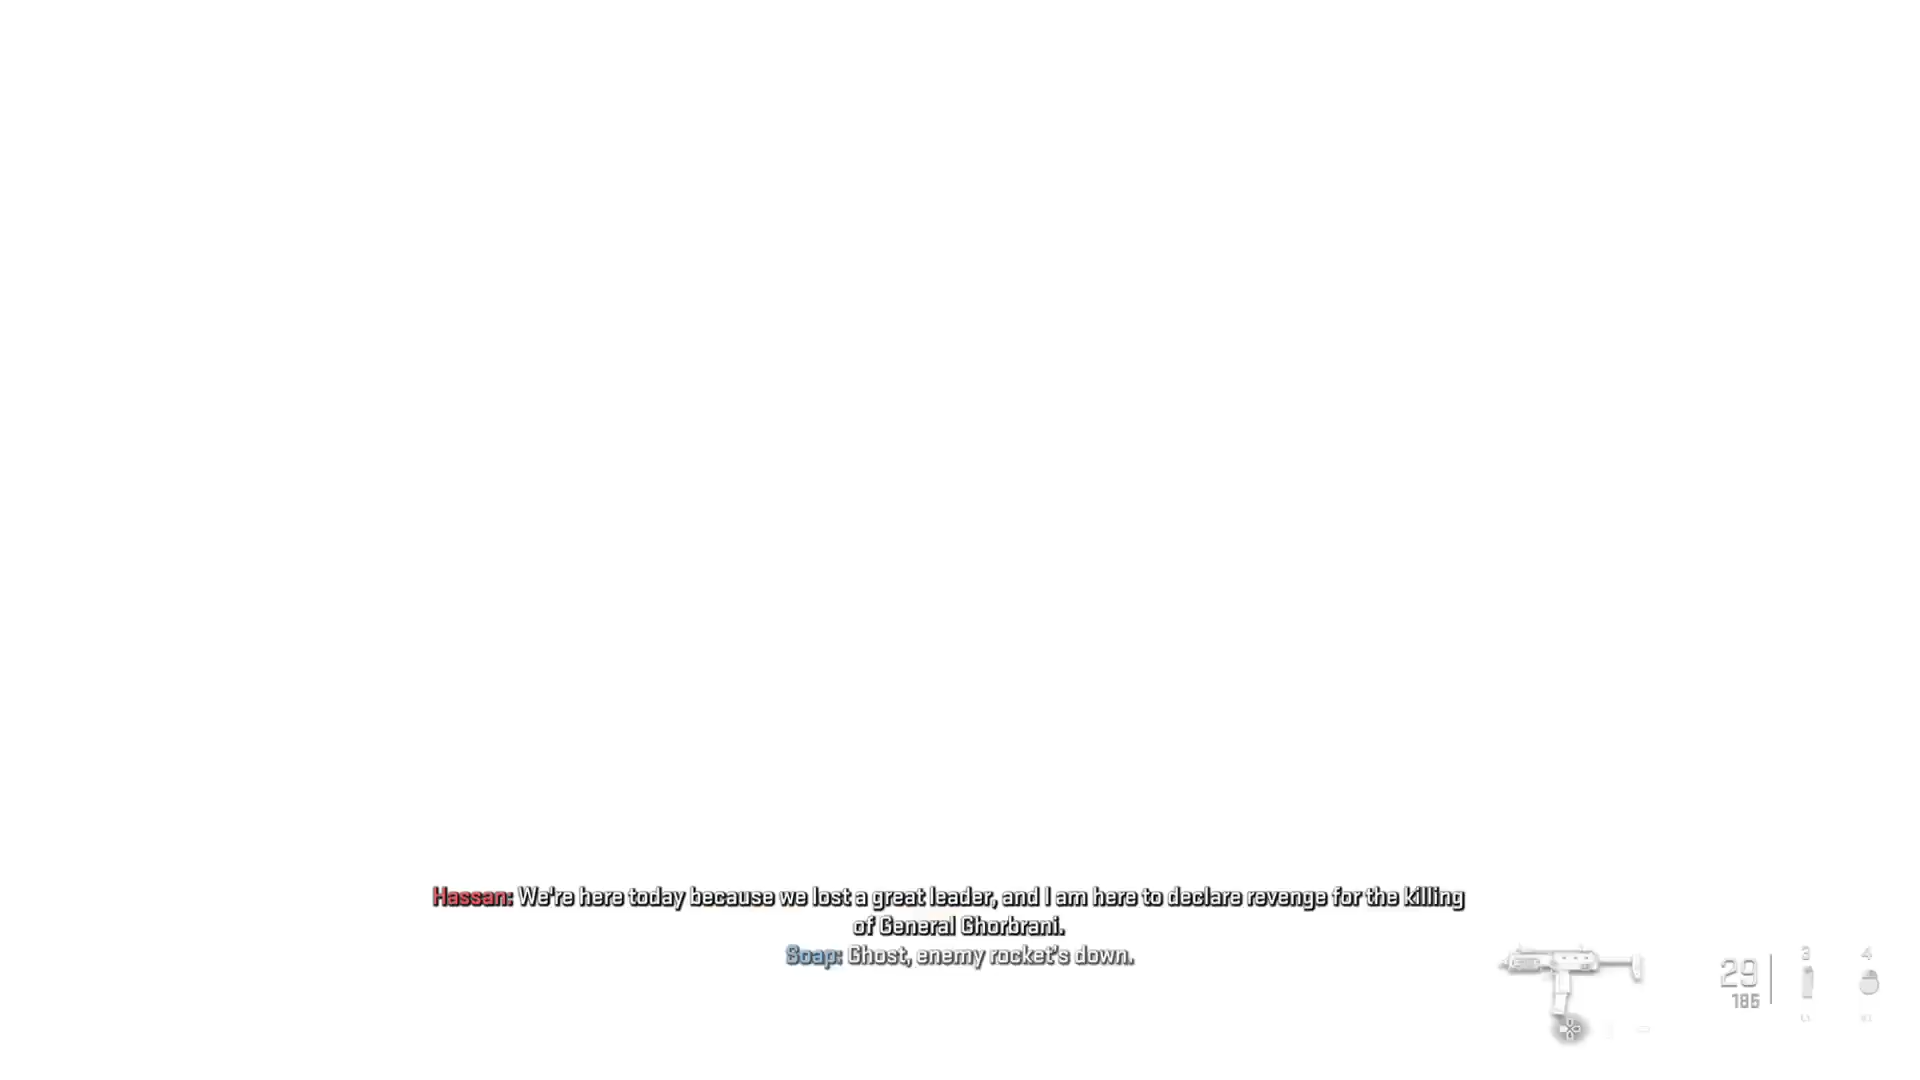 Hassan: We're here today because we lost a great leader, and I am here to declare revenge for the killing
of General Ghorbrani.
Soap: Ghost, enemy rocket's down.
29
185
3
4
L1